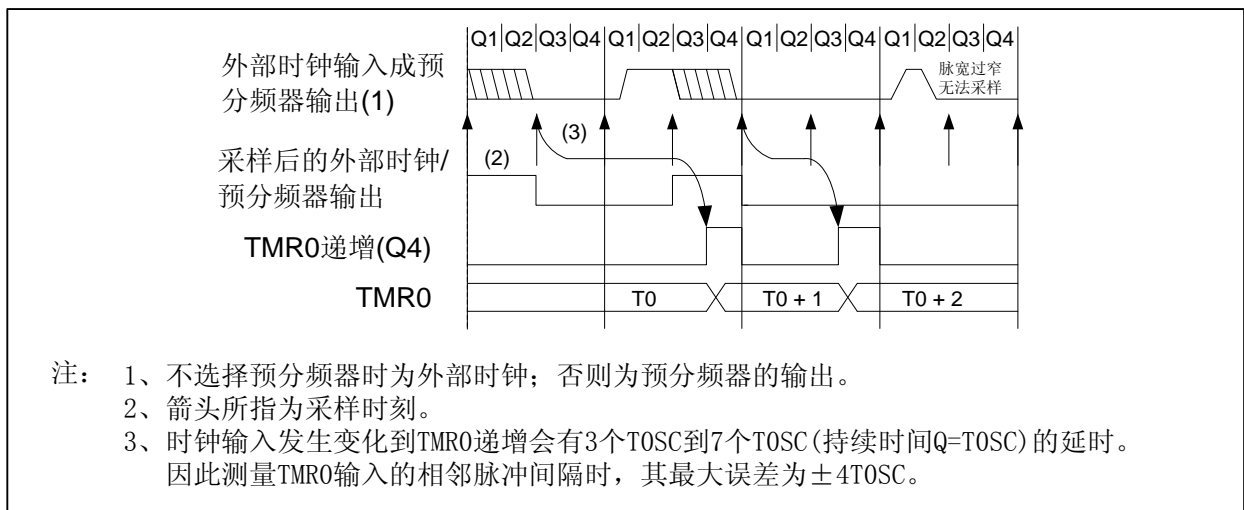 Q1 Q2 Q3 Q4 Q1 Q2 Q3 Q4 Q1 Q2 Q3 Q4 Q1 Q2 Q3 Q4
外部时钟输入成预
分频器输出(1)
脉宽过窄
无法采样
(3)
(2)
采样后的外部时钟/
预分频器输出
TMR0递增(Q4)
TMR0
T0
T0 + 1
T0 + 2
注: 1、不选择预分频器时为外部时钟；否则为预分频器的输出。
2、箭头所指为采样时刻。
3、时钟输入发生变化到TMR0递增会有3个TOSC到7个TOSC(持续时间Q=TOSC)的延时。
因此测量TMR0输入的相邻脉冲间隔时，其最大误差为±4TOSC。